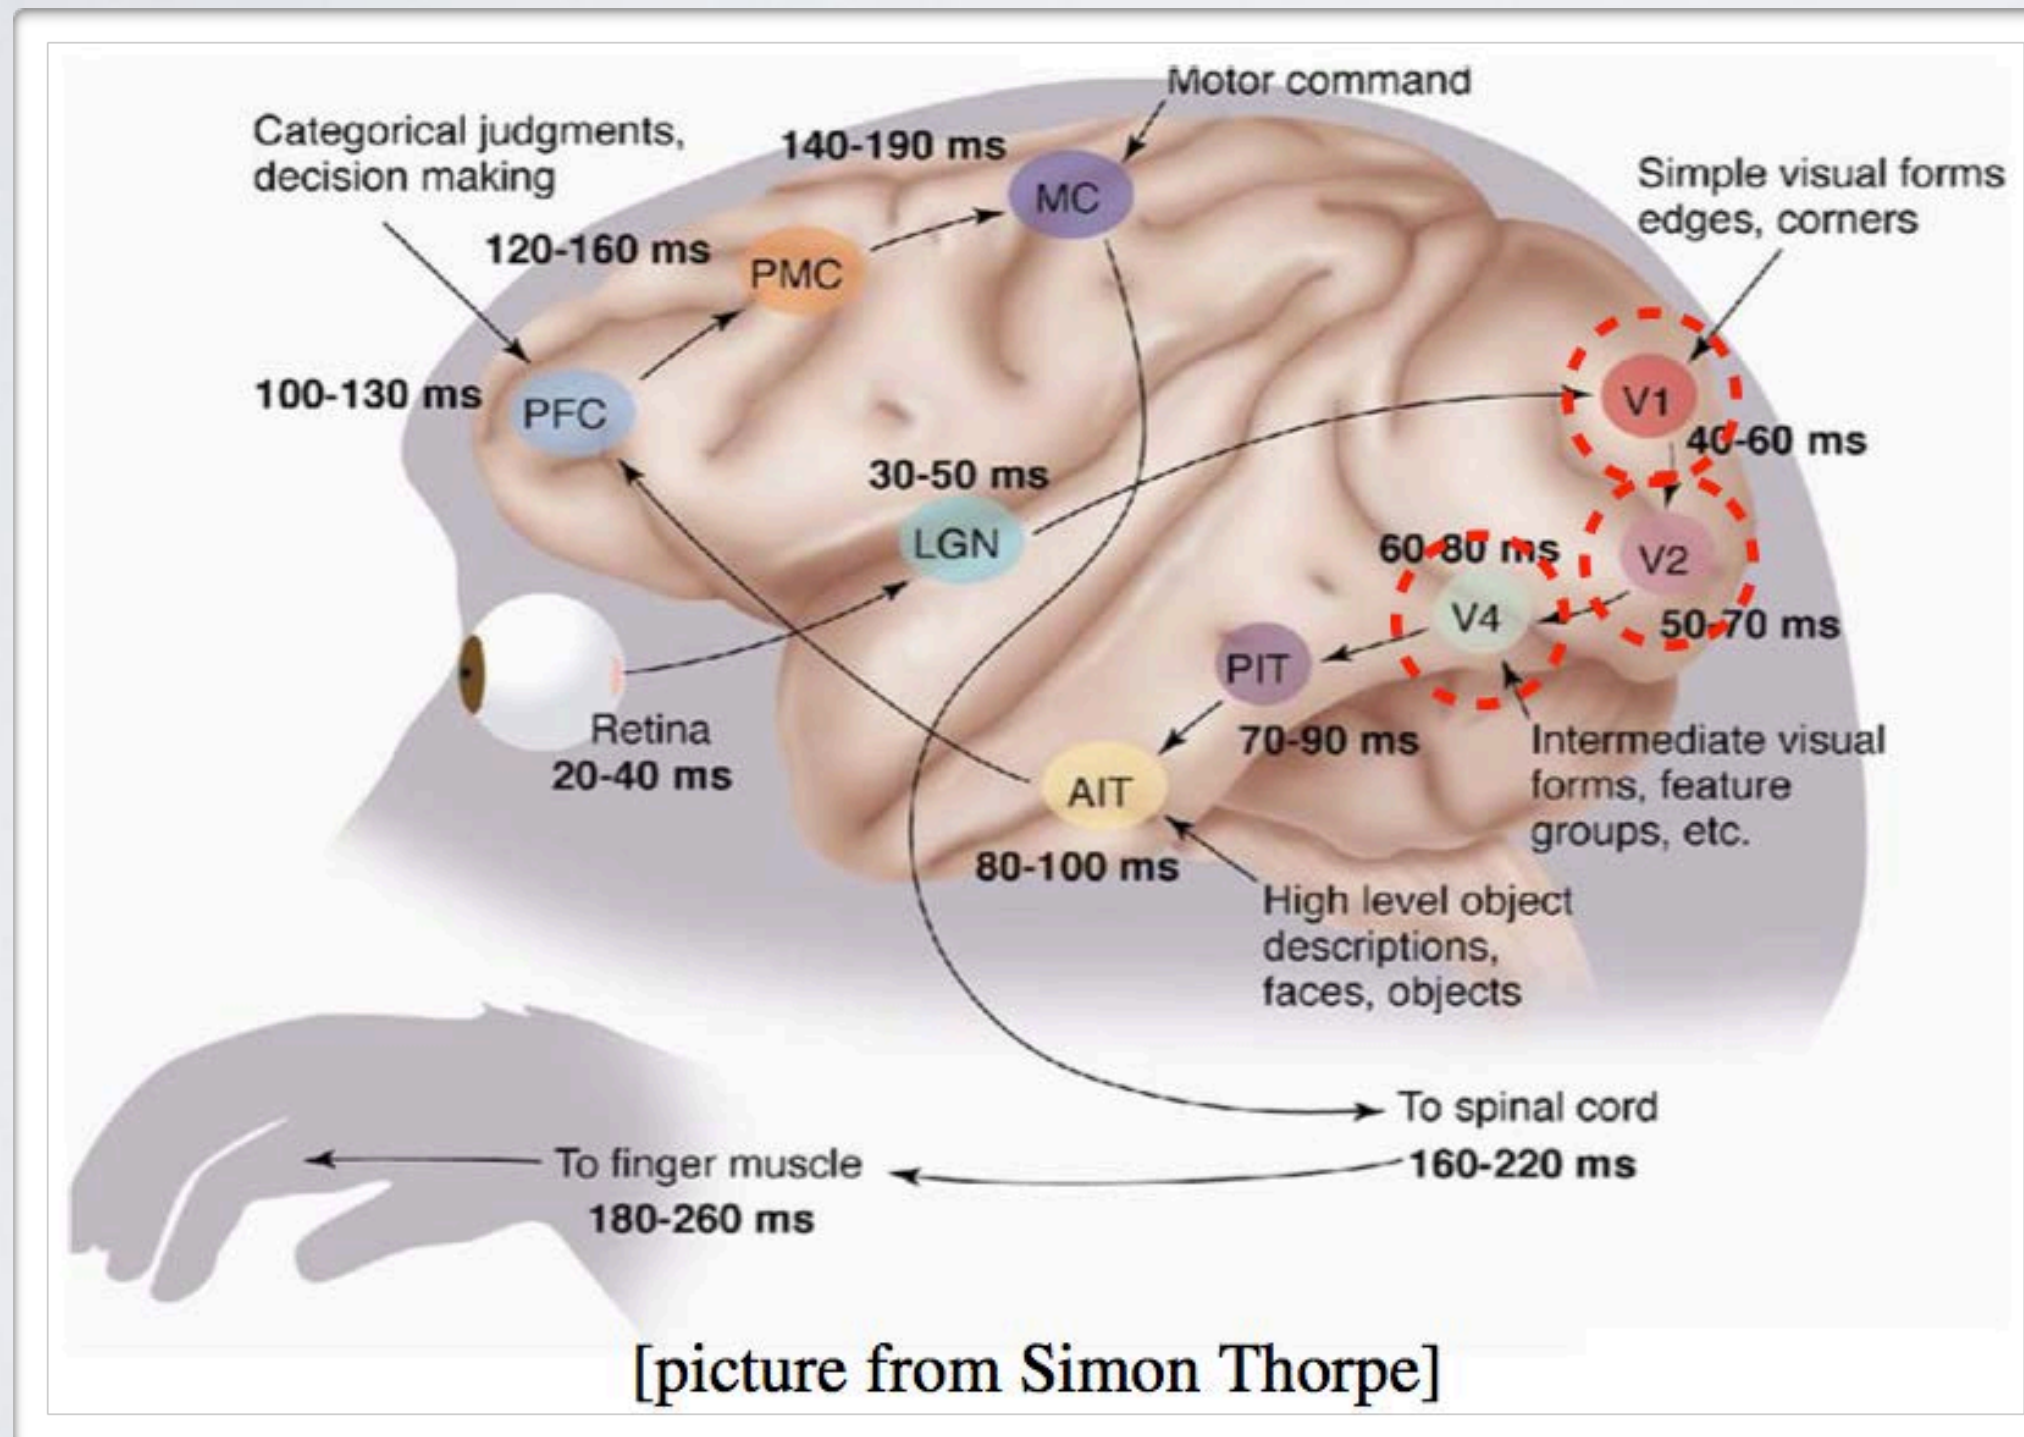 Motor command
Categorical judgments,
decision making
140-190 ms
MC
Simple visual forms
edges, corners
120-160 ms
PMC
100-130 ms
PFC
V1
40-60 ms
30-50 ms
LGN
60-80 ms
V2
V4
50-70 ms
PIT
Retina
20-40 ms
70-90 ms
Intermediate visual
forms, feature
groups, etc.
AIT
80-100 ms
High level object
descriptions,
faces, objects
To spinal cord
160-220 ms
To finger muscle
180-260 ms
[picture from Simon Thorpe]